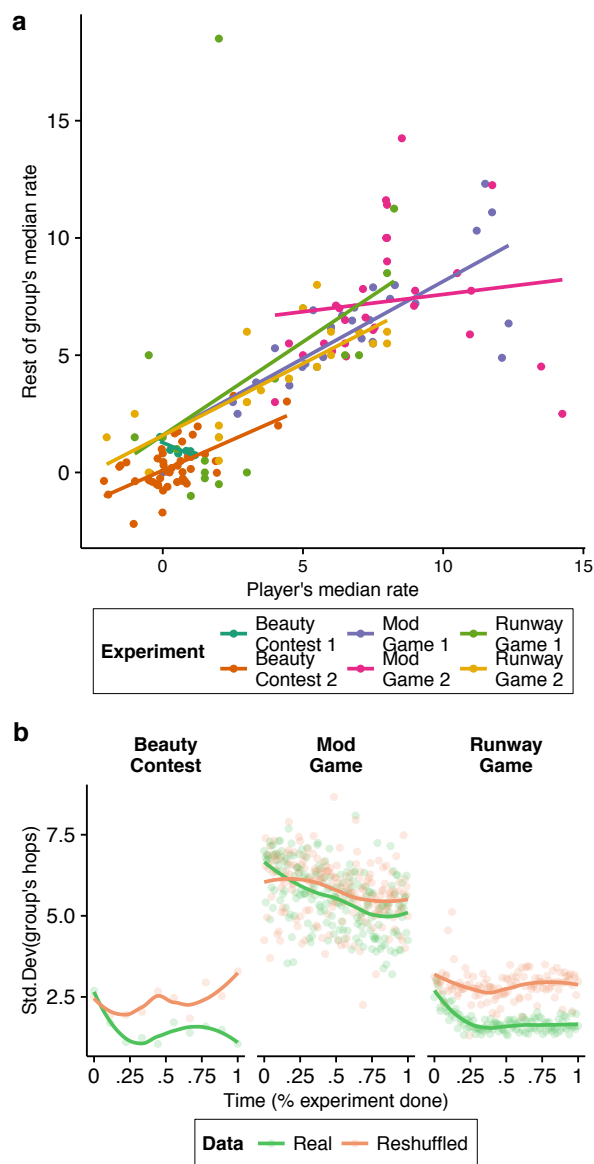 a
Rest of group's median rate
15
10
5
0
0 5 10 15
Player's median rate
Experiment
Beauty Contest 1
Mod Game 1
Runway Game 1
Beauty Contest 2
Mod Game 2
Runway Game 2
b
Beauty Contest
Mod Game
Runway Game
Std.Dev(group's hops)
7.5
5.0
2.5
0 .25 .5 .75 1 0 .25 .5 .75 1 0 .25 .5 .75 1
Time (% experiment done)
Data Real Reshuffled